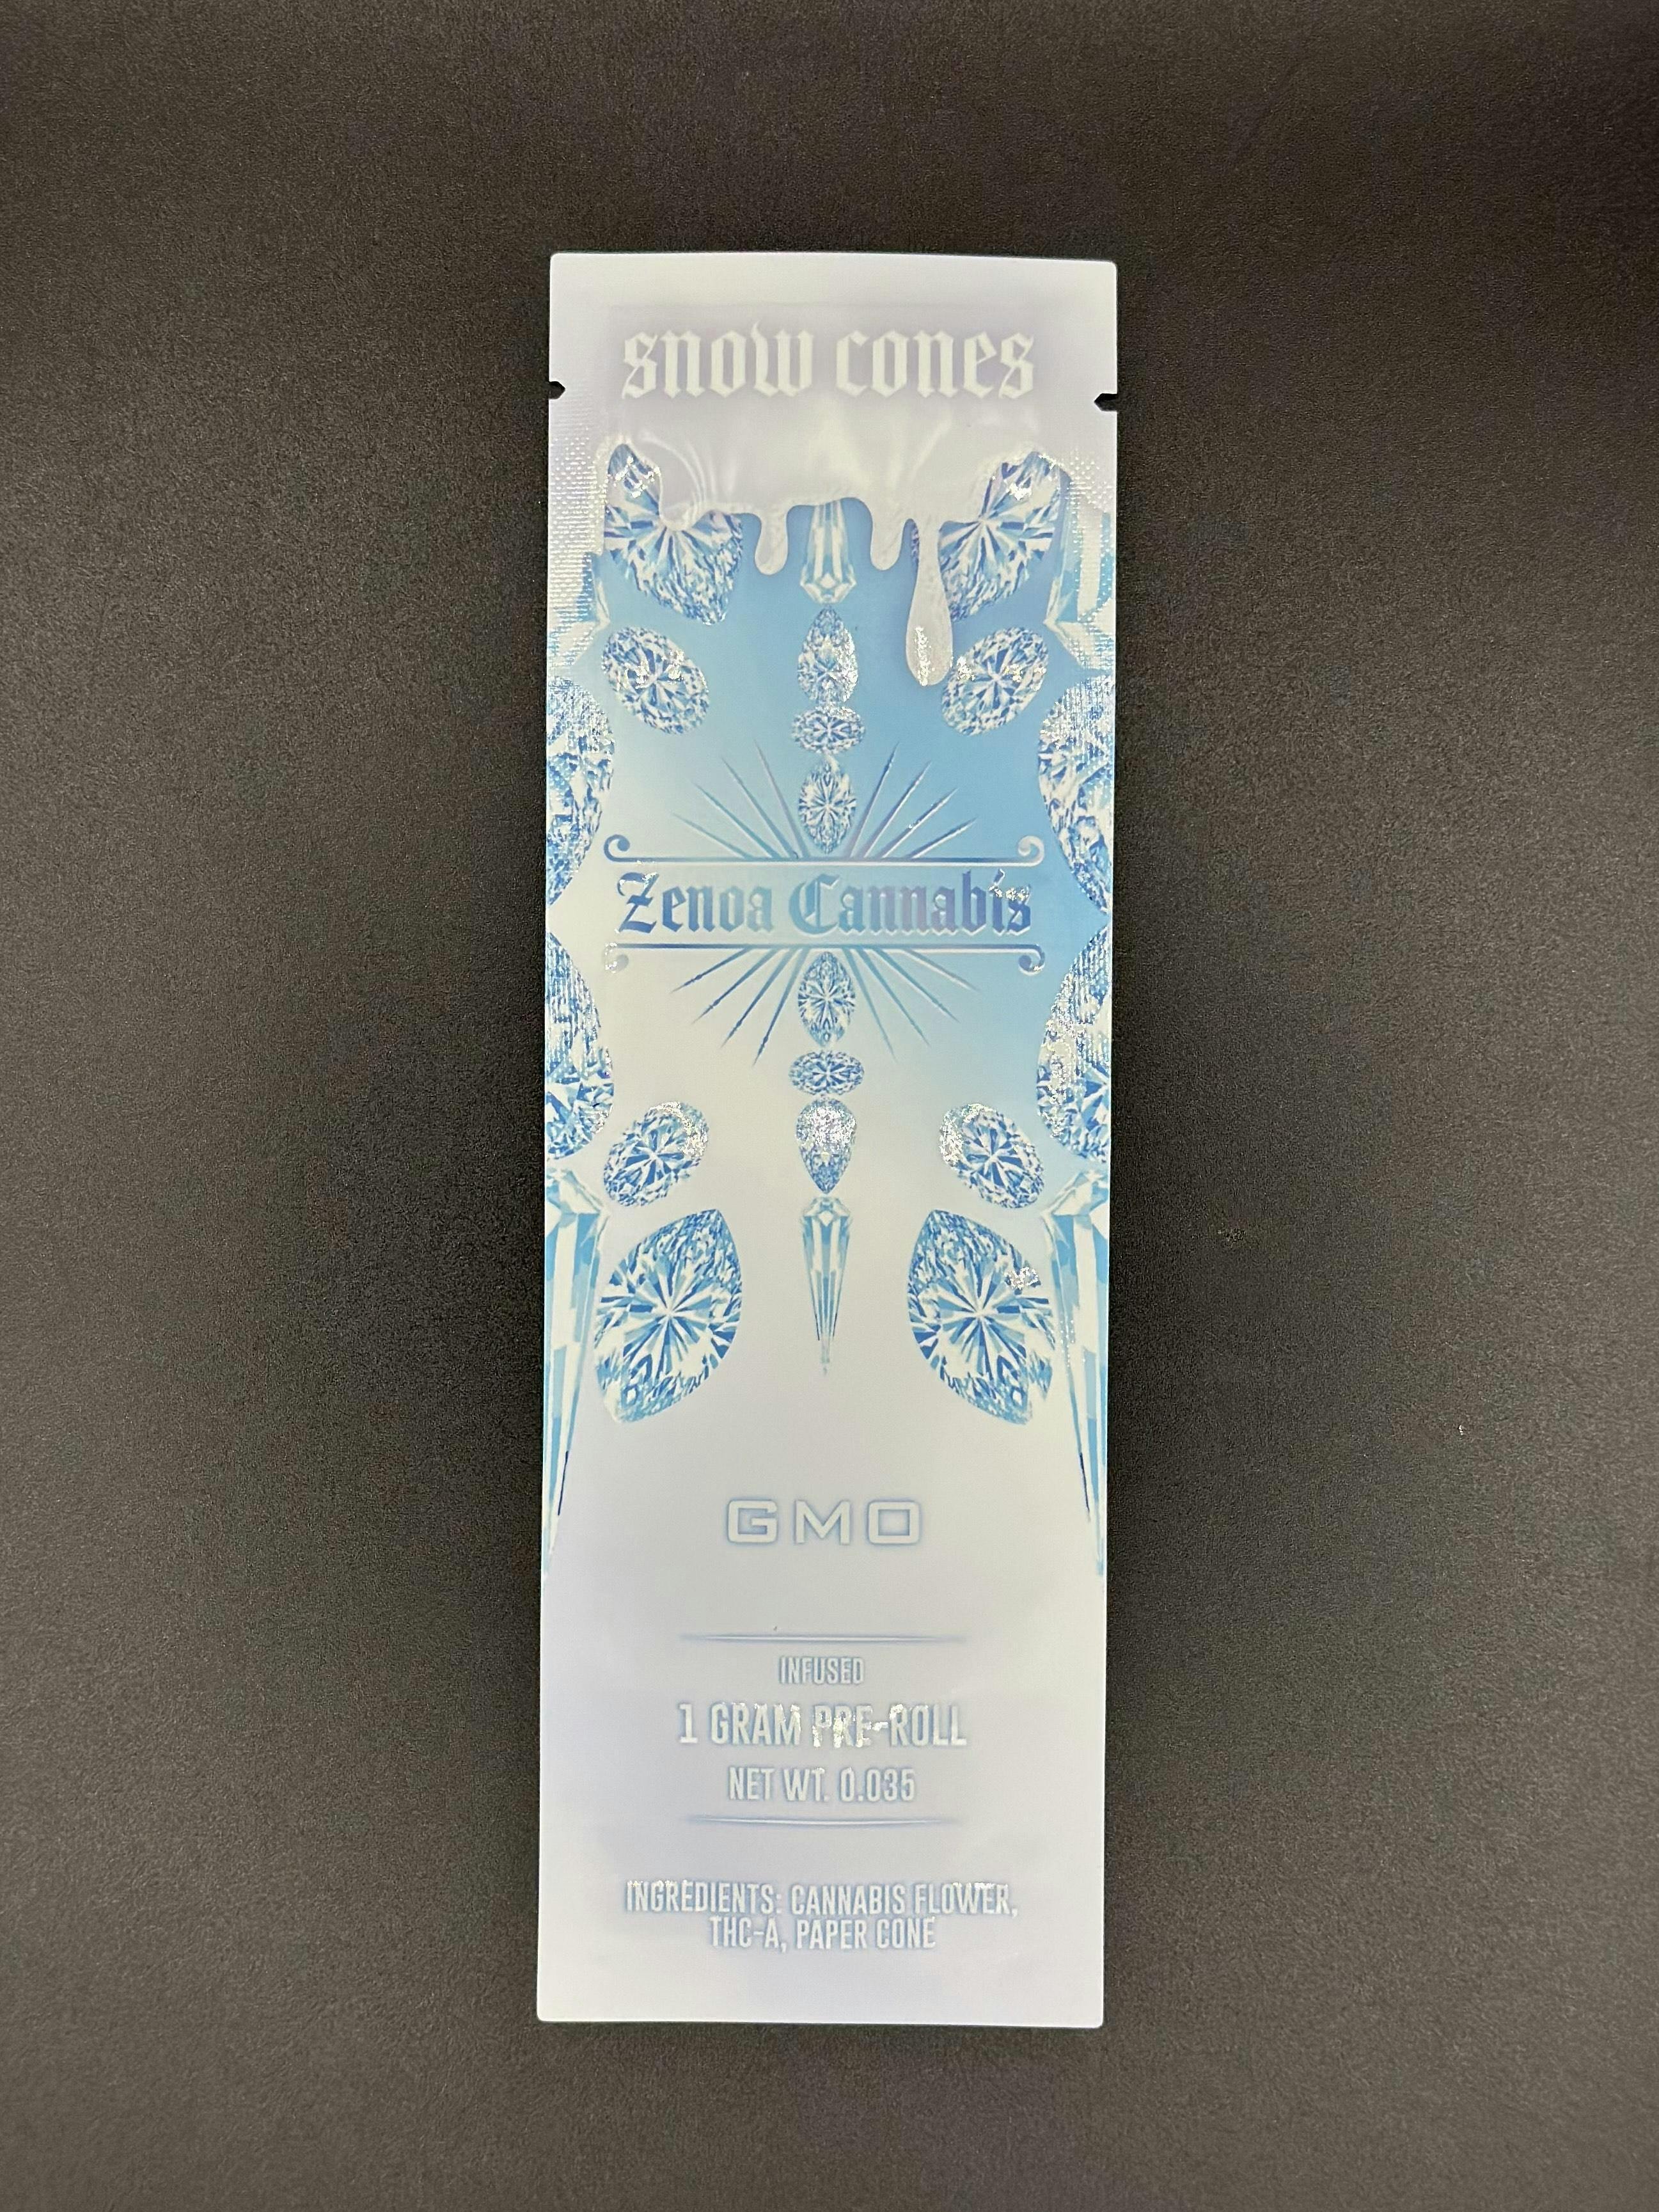 snow cones
Zenoa Cannabis
GMO
INFUSED
1 GRAM PRE-ROLL
NET WT. 0.035
INGREDIENTS: CANNABIS FLOWER,
THC-A, PAPER CONE